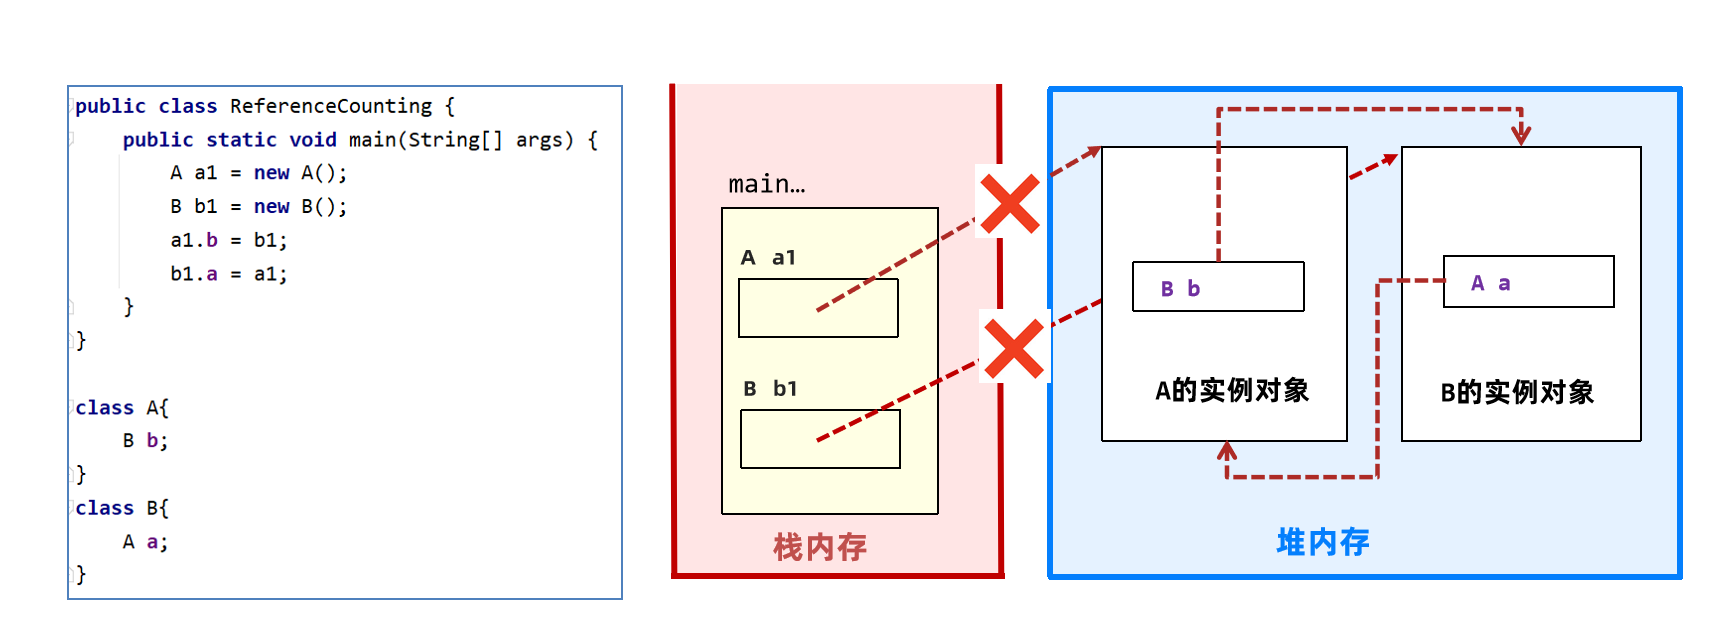 public class ReferenceCounting {
    public static void main(String[] args) {
        A a1 = new A();
        B b1 = new B();
        a1.b = b1;
        b1.a = a1;
    }
}
class A{
    B b;
}
class B{
    A a;
}
main…
A a1
B b1
栈内存
B b
A的实例对象
A a
B的实例对象
堆内存